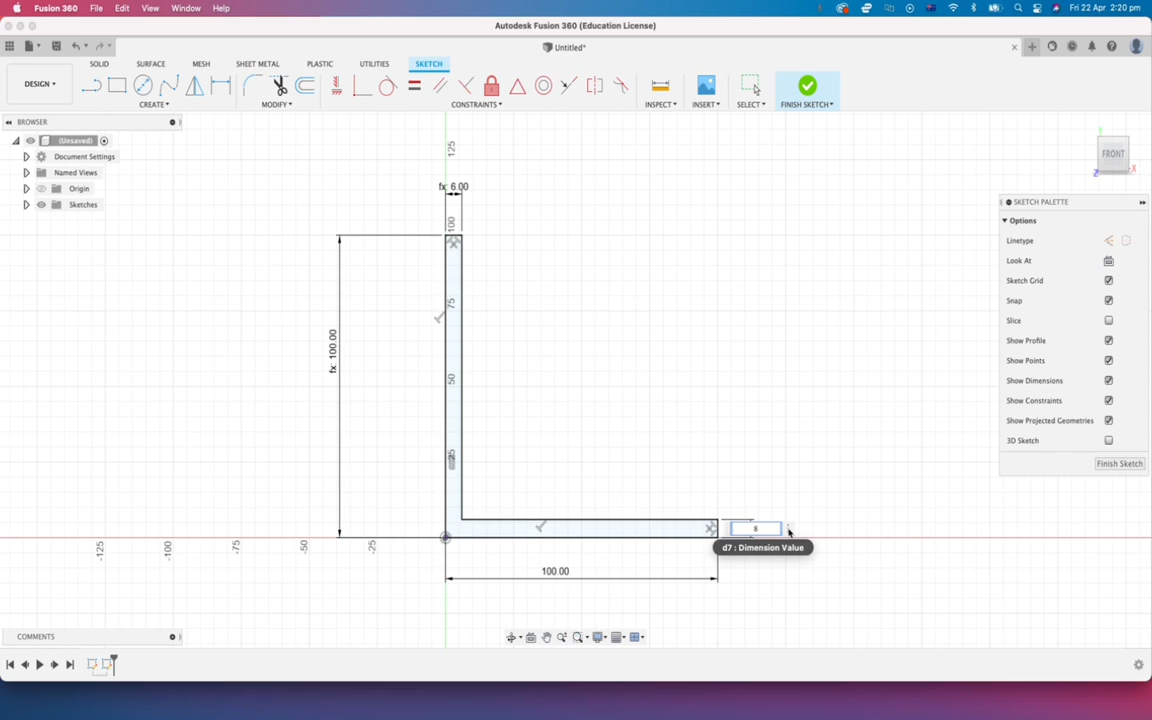 Fusion 360 File Edit View Window Help Fri 22 Apr 2:20 pm
Autodesk Fusion 360 (Education License)
Untitled*
SOLID SURFACE MESH SHEET METAL PLASTIC UTILITIES SKETCH
DESIGN
CREATE MODIFY CONSTRAINTS INSPECT INSERT SELECT FINISH SKETCH
BROWSER
(Unsaved)
Document Settings
Named Views
Origin
Sketches
FRONT
Z X
SKETCH PALETTE
Options
Linetype
Look At
Sketch Grid
Snap
Slice
Show Profile
Show Points
Show Dimensions
Show Constraints
Show Projected Geometries
3D Sketch
Finish Sketch
125
fx: 6.00
100
75
fx: 100.00
50
25
8
d7 : Dimension Value
-125 -100 -75 -50 -25
100.00
COMMENTS